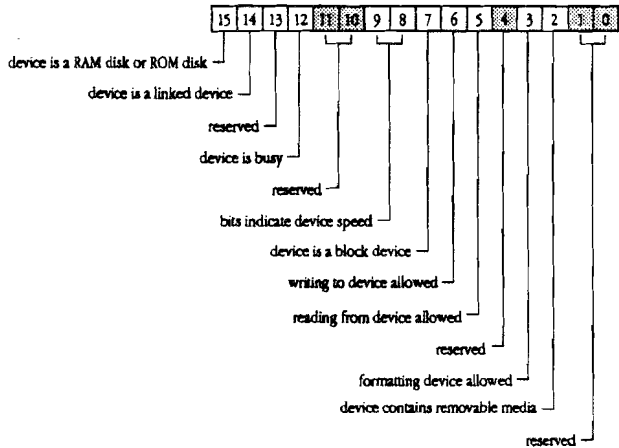 15 14 13 12 11 10 9 8 7 6 5 4 3 2 1 0
device is a RAM disk or ROM disk
device is a linked device
reserved
device is busy
reserved
bits indicate device speed
device is a block device
writing to device allowed
reading from device allowed
reserved
formatting device allowed
device contains removable media
reserved